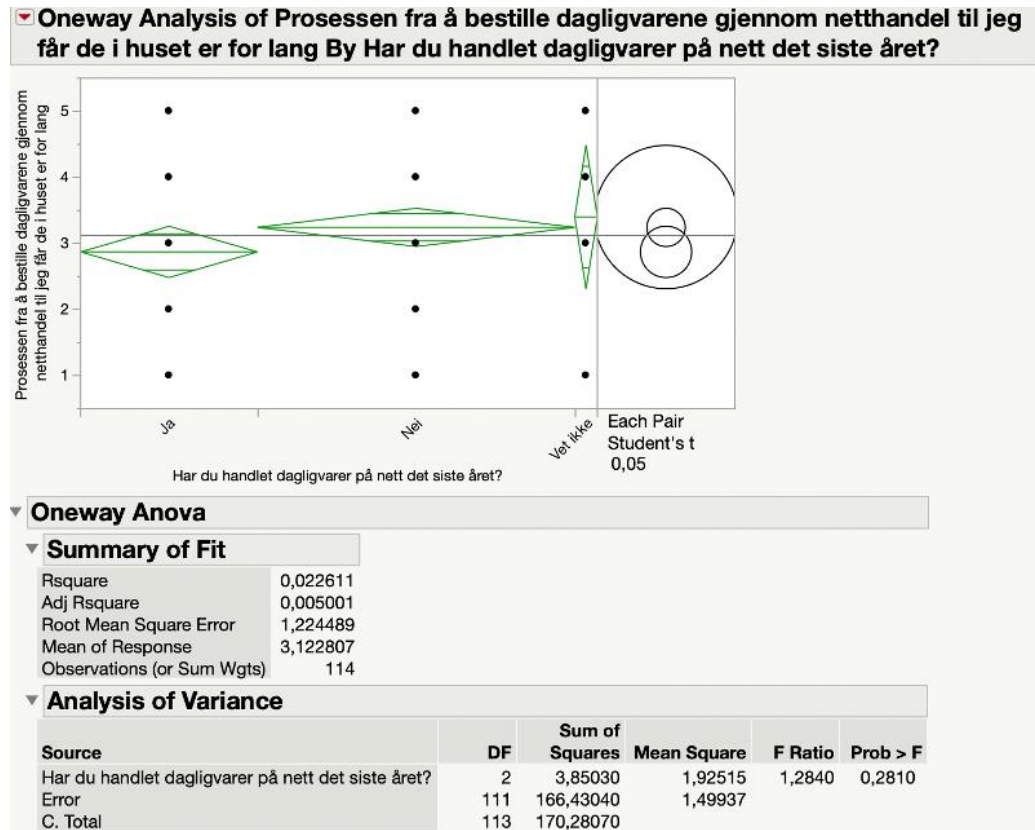 Oneway Analysis of Prosessen fra å bestille dagligvarene gjennom netthandel til jeg
får de i huset er for lang By Har du handlet dagligvarer på nett det siste året?
Prosessen fra å bestille dagligvarene gjennom
netthandel til jeg får de i huset er for lang
5
4
3
2
1
Ja
Nei
Vet ikke
Har du handlet dagligvarer på nett det siste året?
Each Pair
Student's t
0,05
Oneway Anova
Summary of Fit
Rsquare 0,022611
Adj Rsquare 0,005001
Root Mean Square Error 1,224489
Mean of Response 3,122807
Observations (or Sum Wgts) 114
Analysis of Variance
Source DF Sum of Squares Mean Square F Ratio Prob > F
Har du handlet dagligvarer på nett det siste året? 2 3,85030 1,92515 1,2840 0,2810
Error 111 166,43040 1,49937
C. Total 113 170,28070